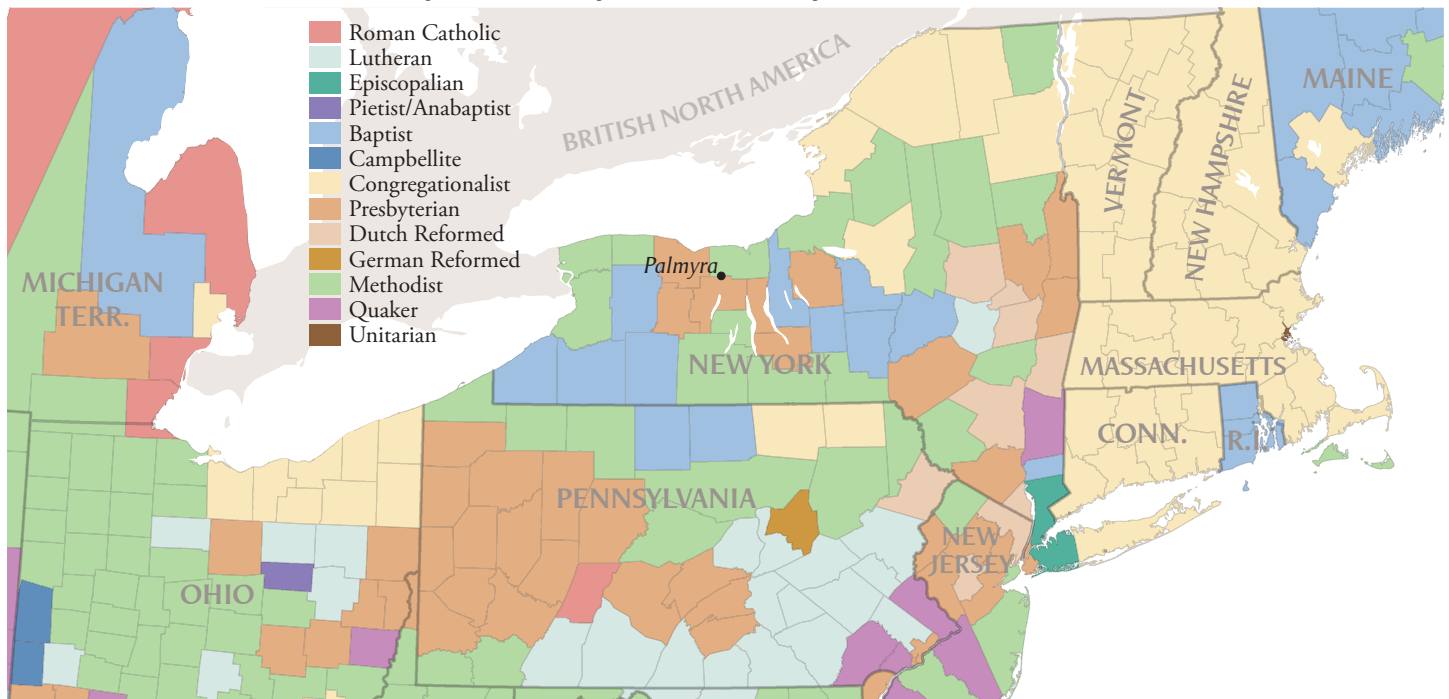 Roman Catholic
Lutheran
Episcopalian
Pietist/Anabaptist
Baptist
Campbellite
Congregationalist
Presbyterian
Dutch Reformed
German Reformed
Methodist
Quaker
Unitarian
BRITISH NORTH AMERICA
MAINE
VERMONT
NEW HAMPSHIRE
Palmyra
MICHIGAN
TERR.
NEW YORK
MASSACHUSETTS
CONN.
R.I.
PENNSYLVANIA
NEW
JERSEY
OHIO